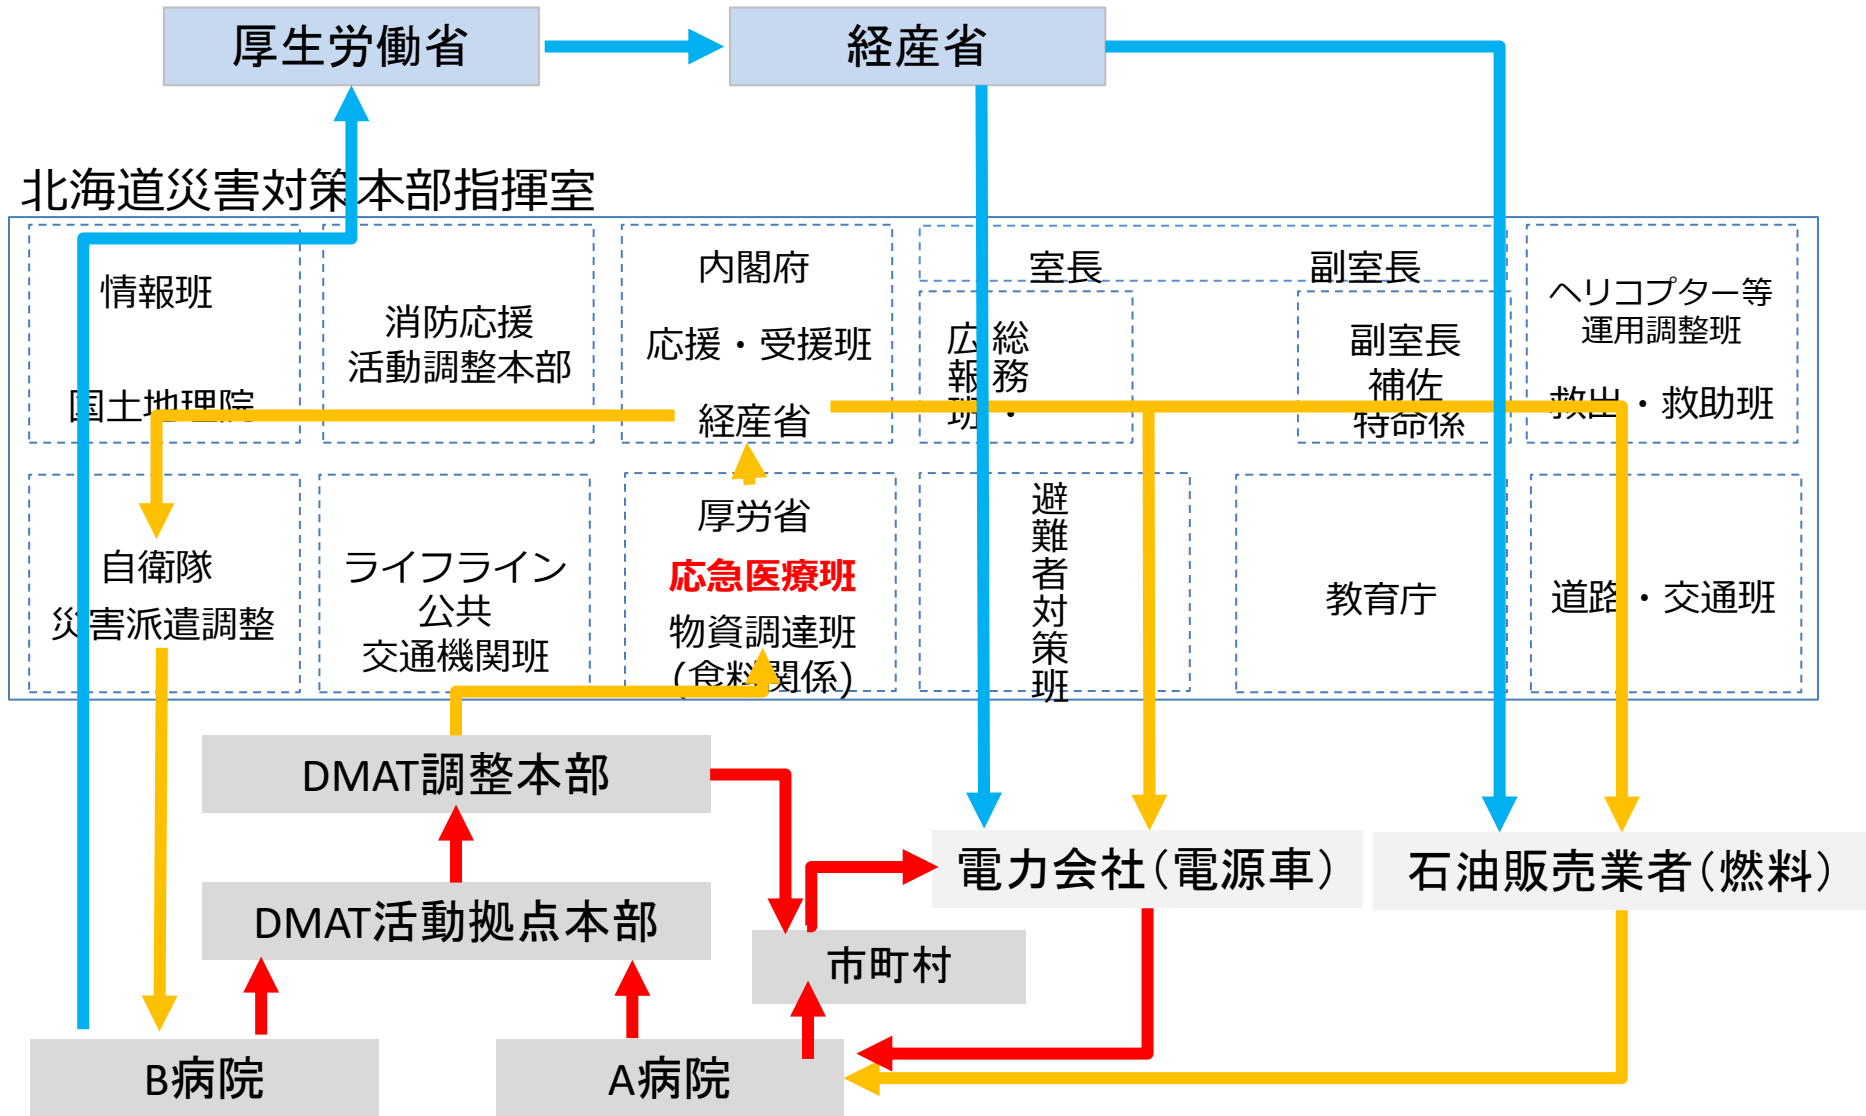 厚生労働省
経産省
北海道災害対策本部指揮室
情報班
国土地理院
消防応援
活動調整本部
内閣府
応援・受援班
経産省
室長
副室長
総務・
広報班
副室長
補佐
特命係
ヘリコプター等
運用調整班
救出・救助班
自衛隊
災害派遣調整
ライフライン
公共
交通機関班
厚労省
応急医療班
物資調達班
(食料関係)
避難者対策班
教育庁
道路・交通班
DMAT調整本部
DMAT活動拠点本部
電力会社（電源車）
石油販売業者（燃料）
市町村
B病院
A病院